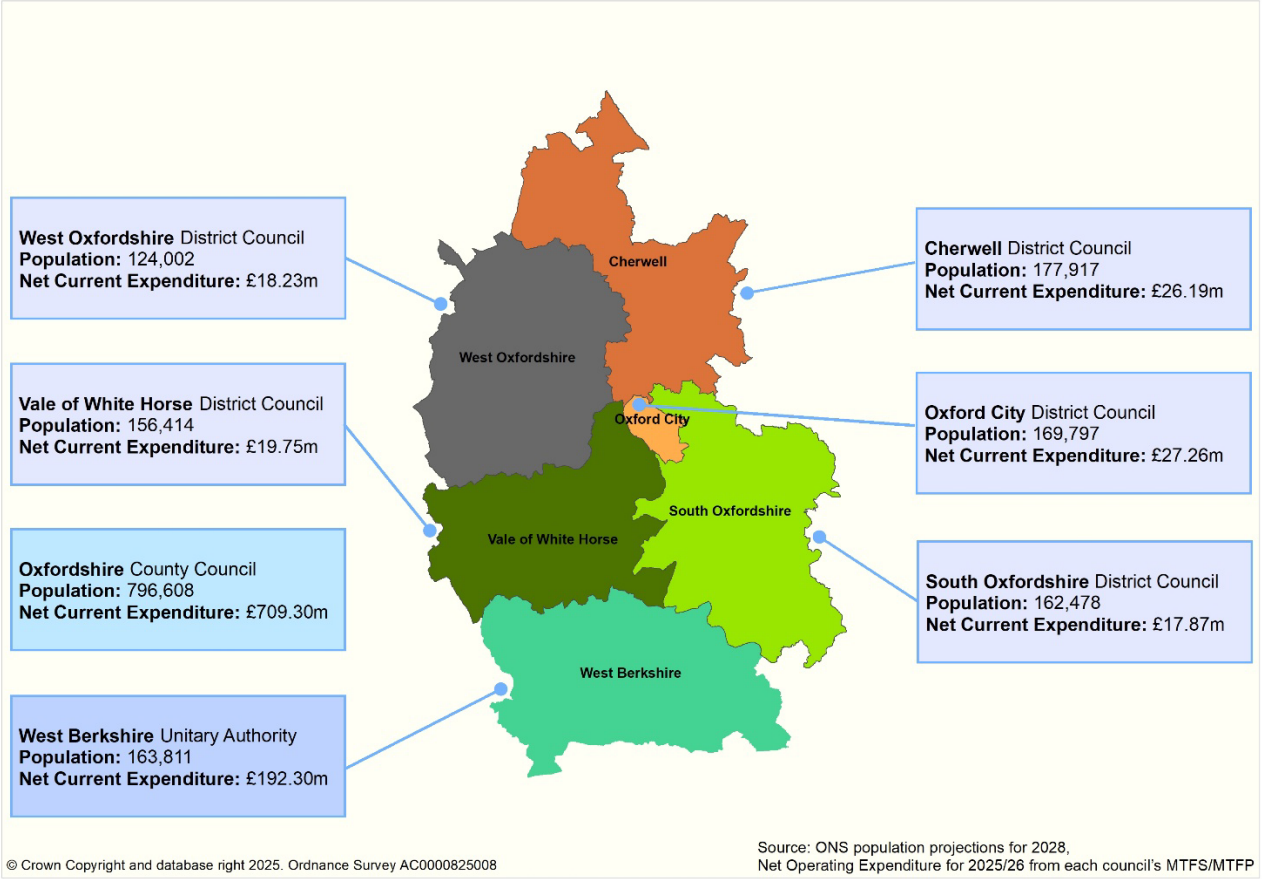 West Oxfordshire District Council
Population: 124,002
Net Current Expenditure: £18.23m
Vale of White Horse District Council
Population: 156,414
Net Current Expenditure: £19.75m
Oxfordshire County Council
Population: 796,608
Net Current Expenditure: £709.30m
West Berkshire Unitary Authority
Population: 163,811
Net Current Expenditure: £192.30m
Cherwell
West Oxfordshire
Oxford City
South Oxfordshire
Vale of White Horse
West Berkshire
Cherwell District Council
Population: 177,917
Net Current Expenditure: £26.19m
Oxford City District Council
Population: 169,797
Net Current Expenditure: £27.26m
South Oxfordshire District Council
Population: 162,478
Net Current Expenditure: £17.87m
© Crown Copyright and database right 2025. Ordnance Survey AC0000825008
Source: ONS population projections for 2028,
Net Operating Expenditure for 2025/26 from each council's MTFS/MTFP